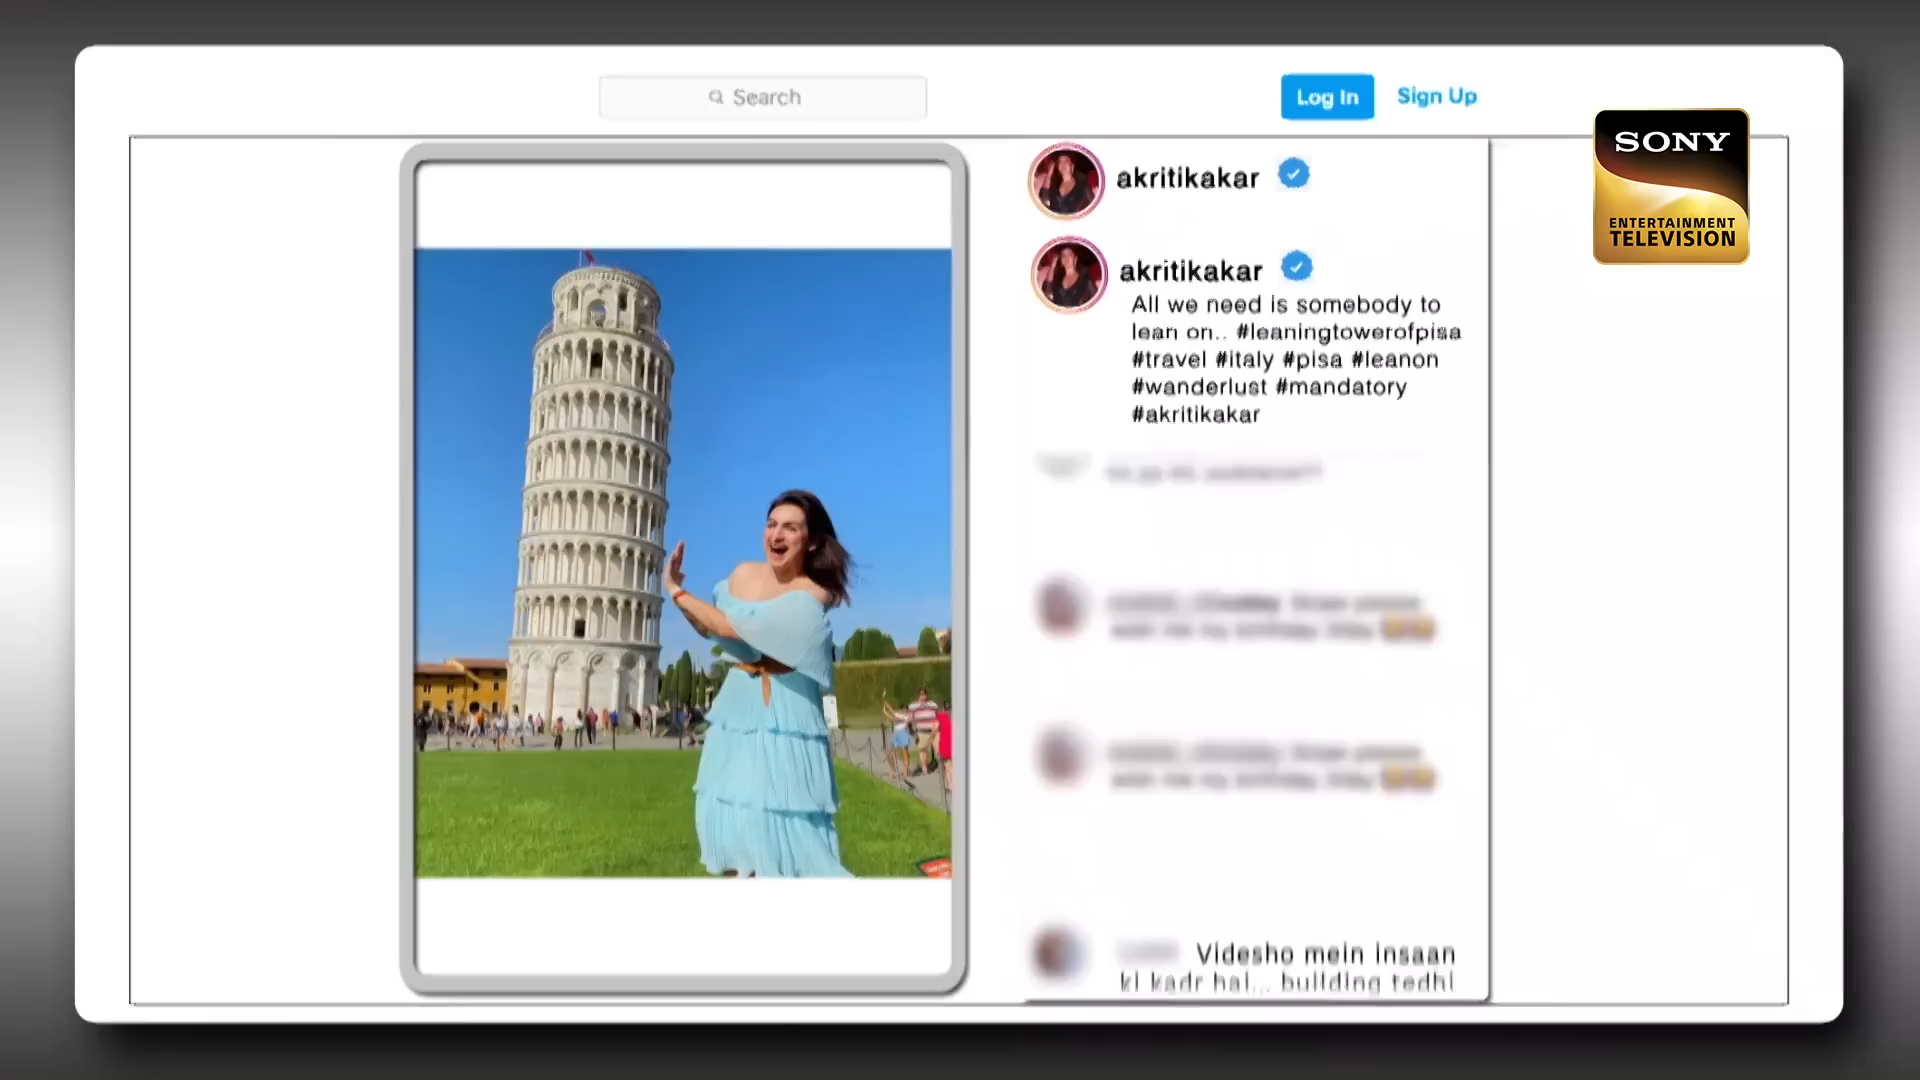 Search
Log In
Sign Up
SONY
ENTERTAINMENT
TELEVISION
akritikakar
akritikakar
All we need is somebody to
lean on.. #leaningtowerofpisa
#travel #italy #pisa #leanon
#wanderlust #mandatory
#akritikakar
Videsho mein insaan
ki kadr hai... building tedhi